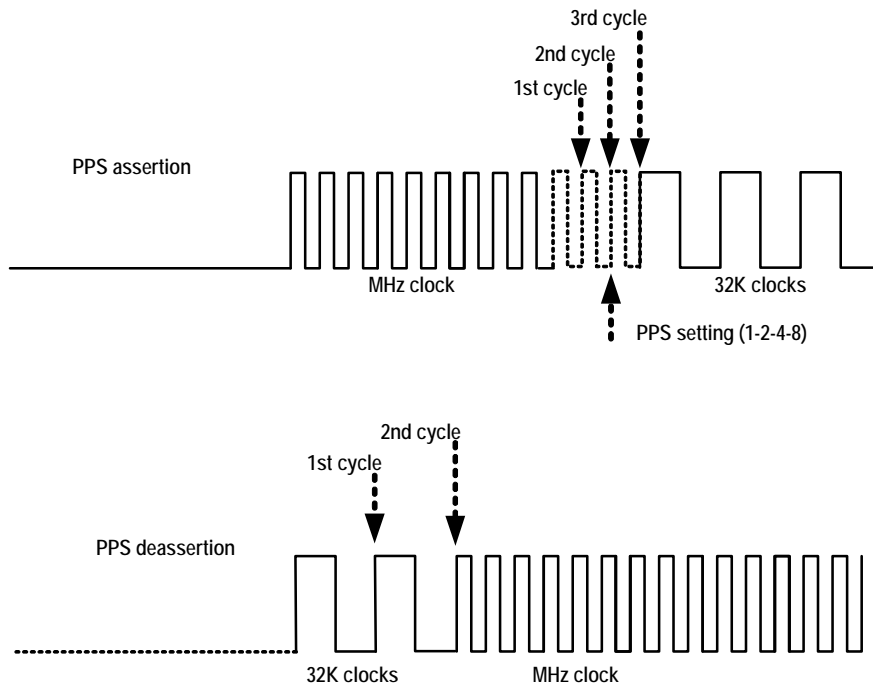 3rd cycle
2nd cycle
1st cycle
PPS assertion
MHz clock
32K clocks
PPS setting (1-2-4-8)
2nd cycle
1st cycle
PPS deassertion
32K clocks
MHz clock